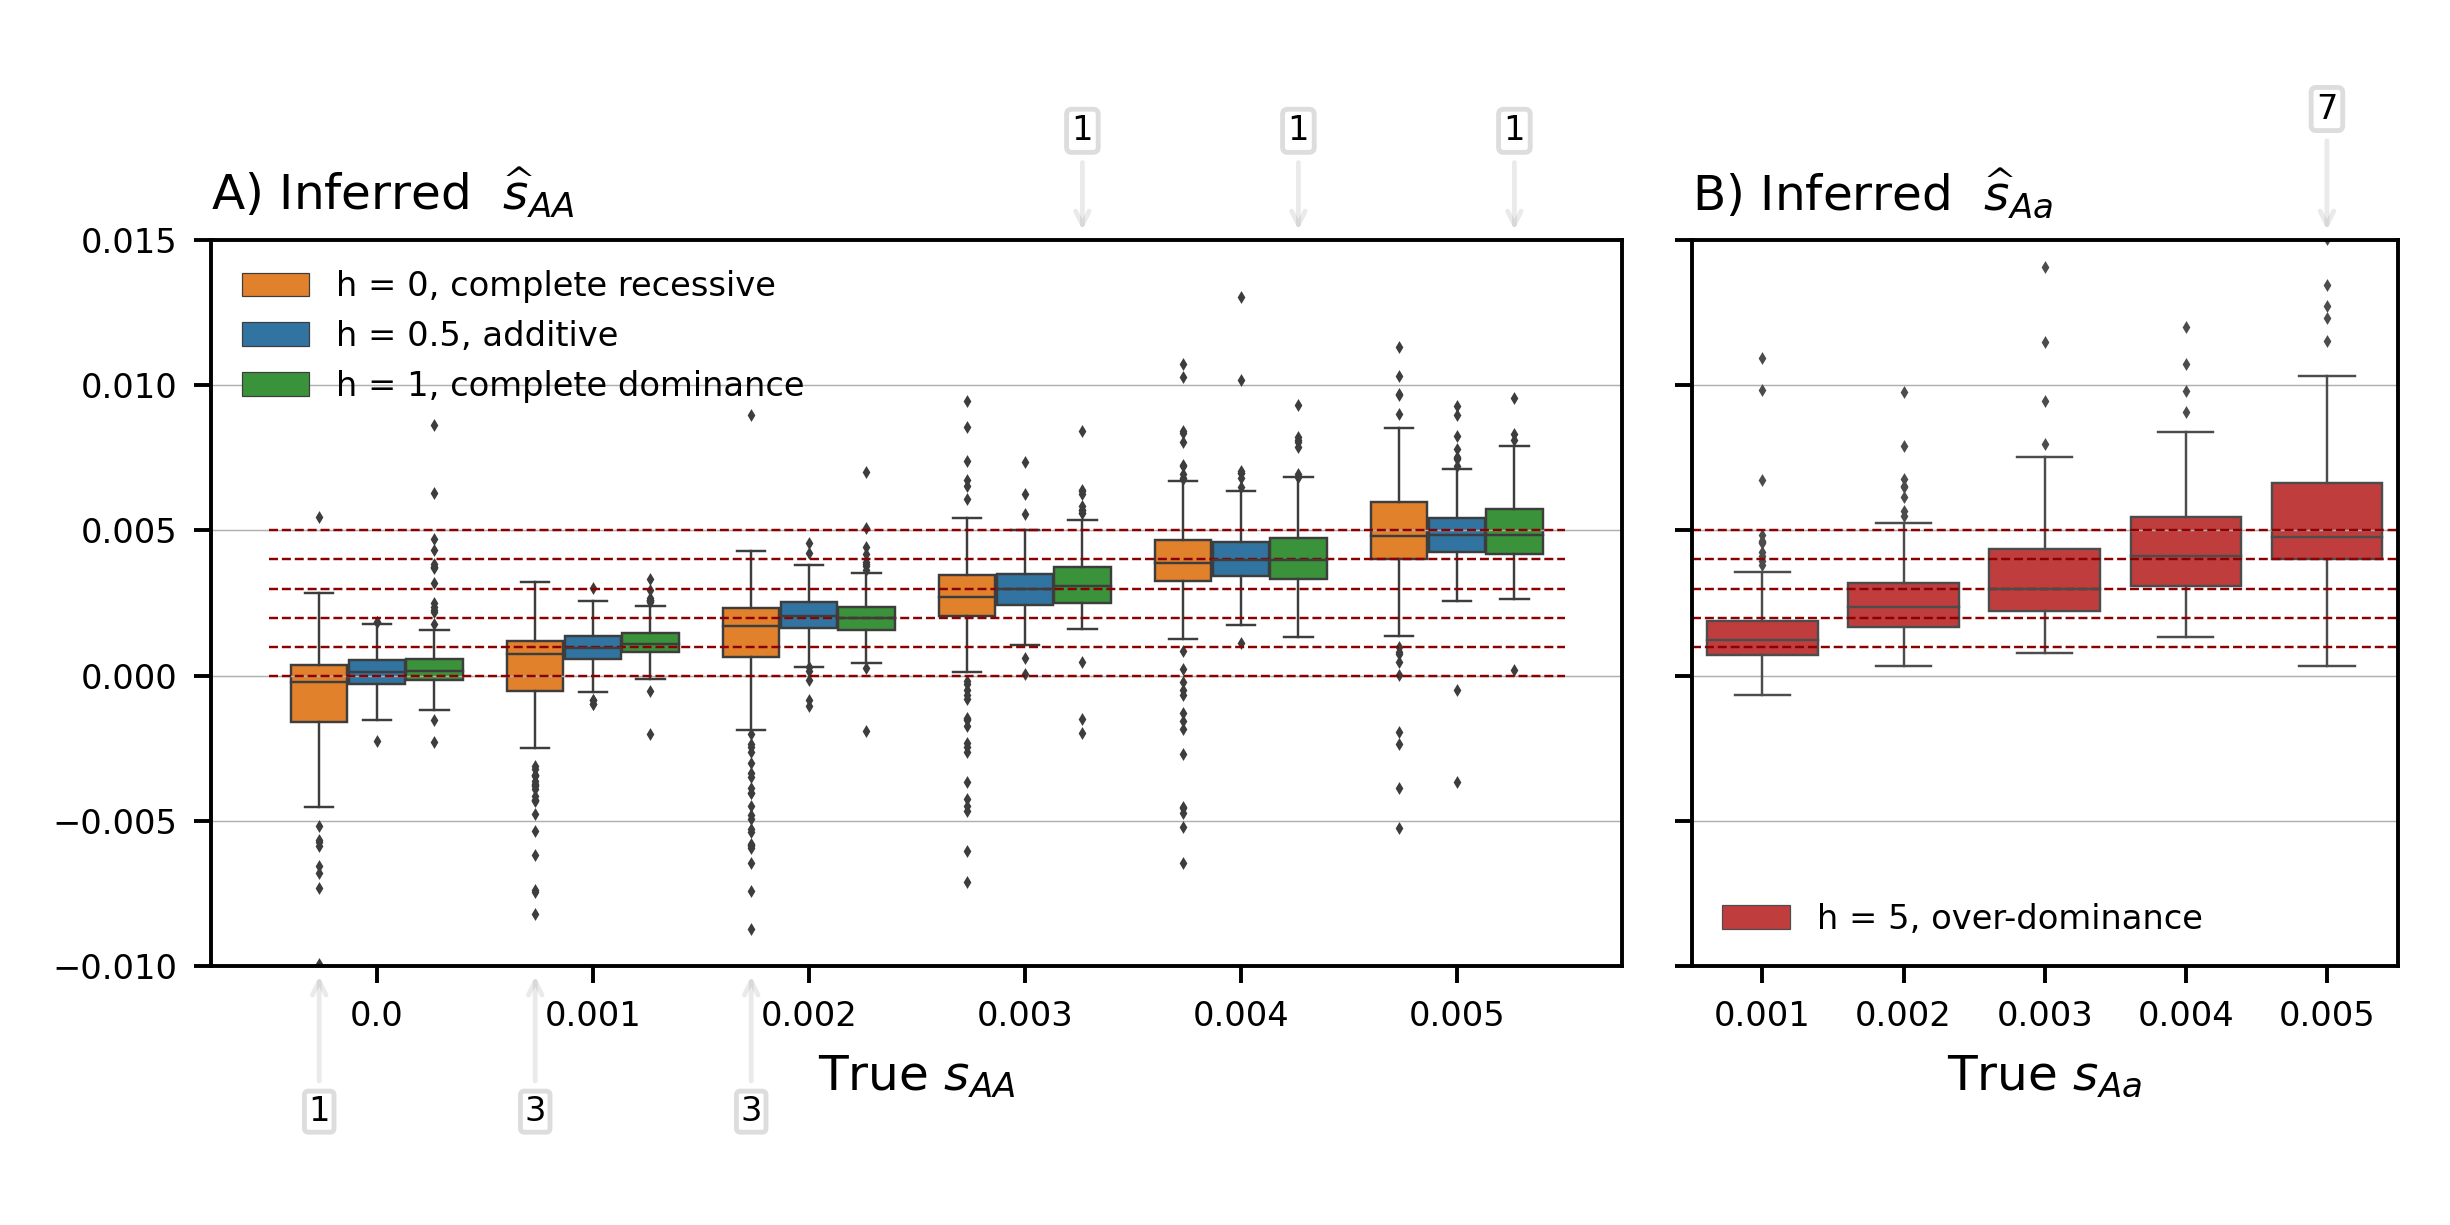 7
1 1 1
A) Inferred ŝ_AA
B) Inferred ŝ_Aa
0.015
h = 0, complete recessive
h = 0.5, additive
h = 1, complete dominance
0.010
0.005
0.000
−0.005
h = 5, over-dominance
−0.010
0.0 0.001 0.002 0.003 0.004 0.005
0.001 0.002 0.003 0.004 0.005
True s_AA
True s_Aa
1 3 3